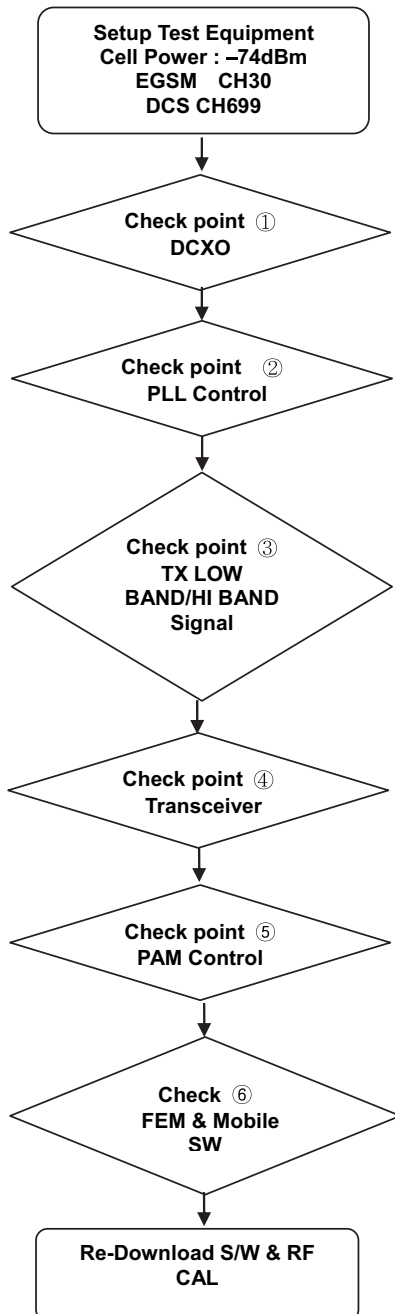 Setup Test Equipment
Cell Power : –74dBm
EGSM CH30
DCS CH699
Check point ①
DCXO
Check point ②
PLL Control
Check point ③
TX LOW
BAND/HI BAND
Signal
Check point ④
Transceiver
Check point ⑤
PAM Control
Check ⑥
FEM & Mobile
SW
Re-Download S/W & RF
CAL